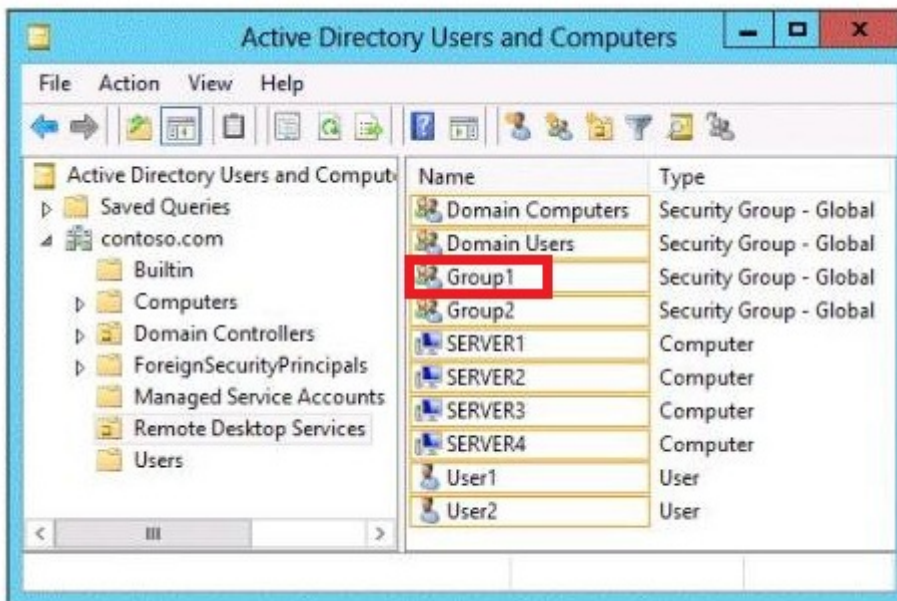 Active Directory Users and Computers
File Action View Help
Active Directory Users and Comput
Saved Queries
contoso.com
Builtin
Computers
Domain Controllers
ForeignSecurityPrincipals
Managed Service Accounts
Remote Desktop Services
Users
Name Type
Domain Computers Security Group - Global
Domain Users Security Group - Global
Group1 Security Group - Global
Group2 Security Group - Global
SERVER1 Computer
SERVER2 Computer
SERVER3 Computer
SERVER4 Computer
User1 User
User2 User